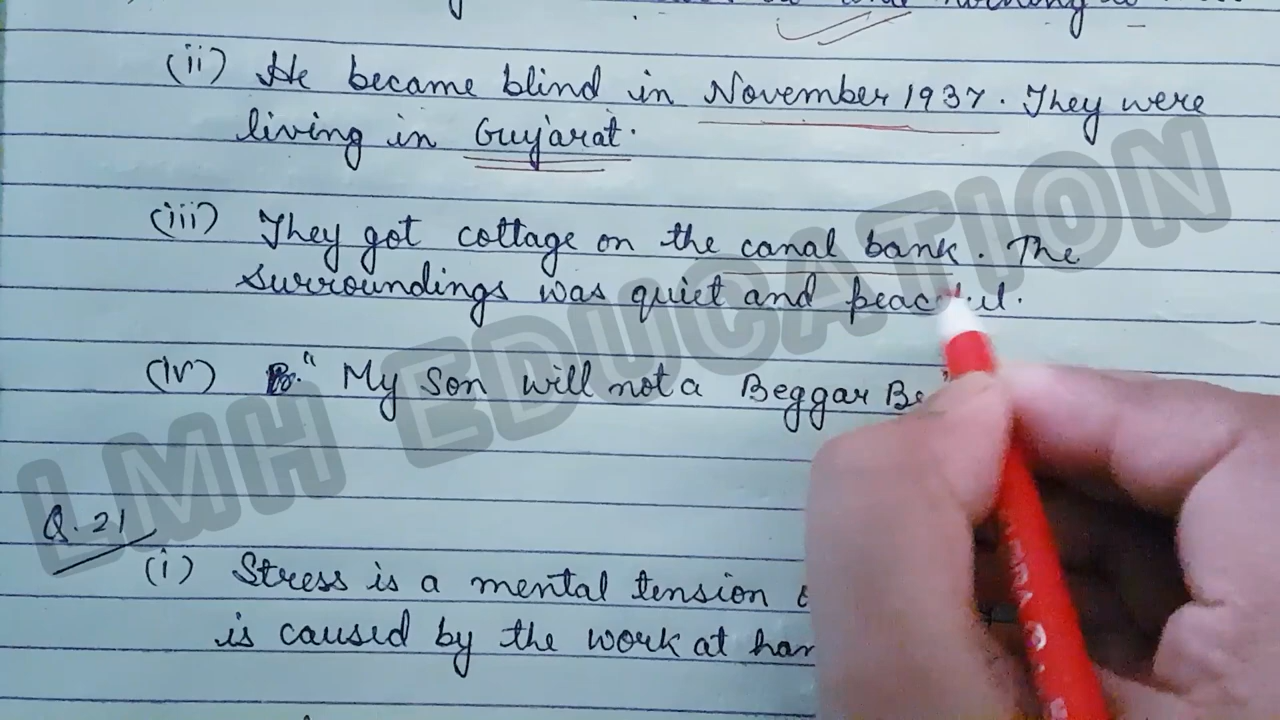 (ii) He became blind in November 1937. They were
living in Gujarat.
(iii) They got cottage on the canal bank. The
surroundings was quiet and peaceful.
(iv) "My Son will not a Beggar Be"
Q.21
(i) Stress is a mental tension
is caused by the work at
LMH EDUCATION